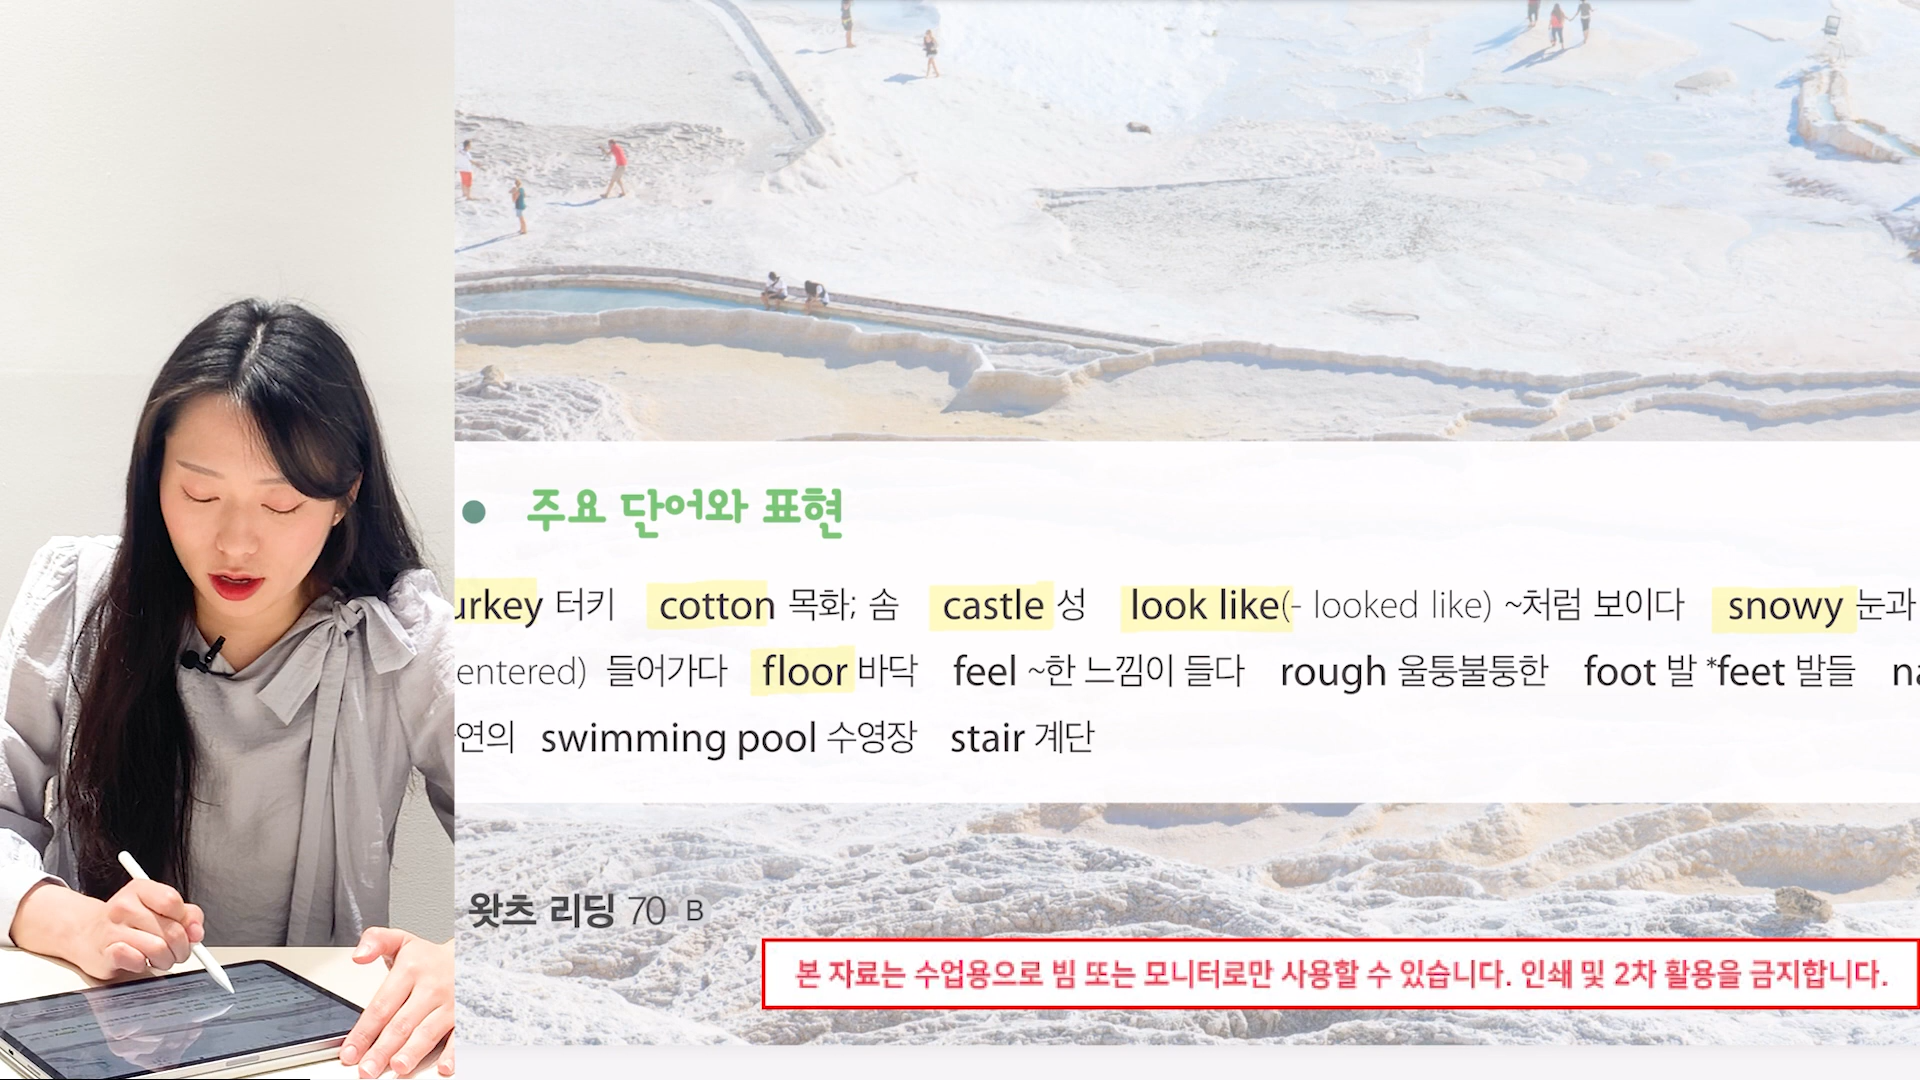 주요 단어와 표현
urkey 터키 cotton 목화; 솜 castle 성 look like(- looked like) ~처럼 보이다 snowy 눈과
entered) 들어가다 floor 바닥 feel ~한 느낌이 들다 rough 울퉁불퉁한 foot 발 *feet 발들 na
연의 swimming pool 수영장 stair 계단
왓츠 리딩 70 B
본 자료는 수업용으로 빔 또는 모니터로만 사용할 수 있습니다. 인쇄 및 2차 활용을 금지합니다.